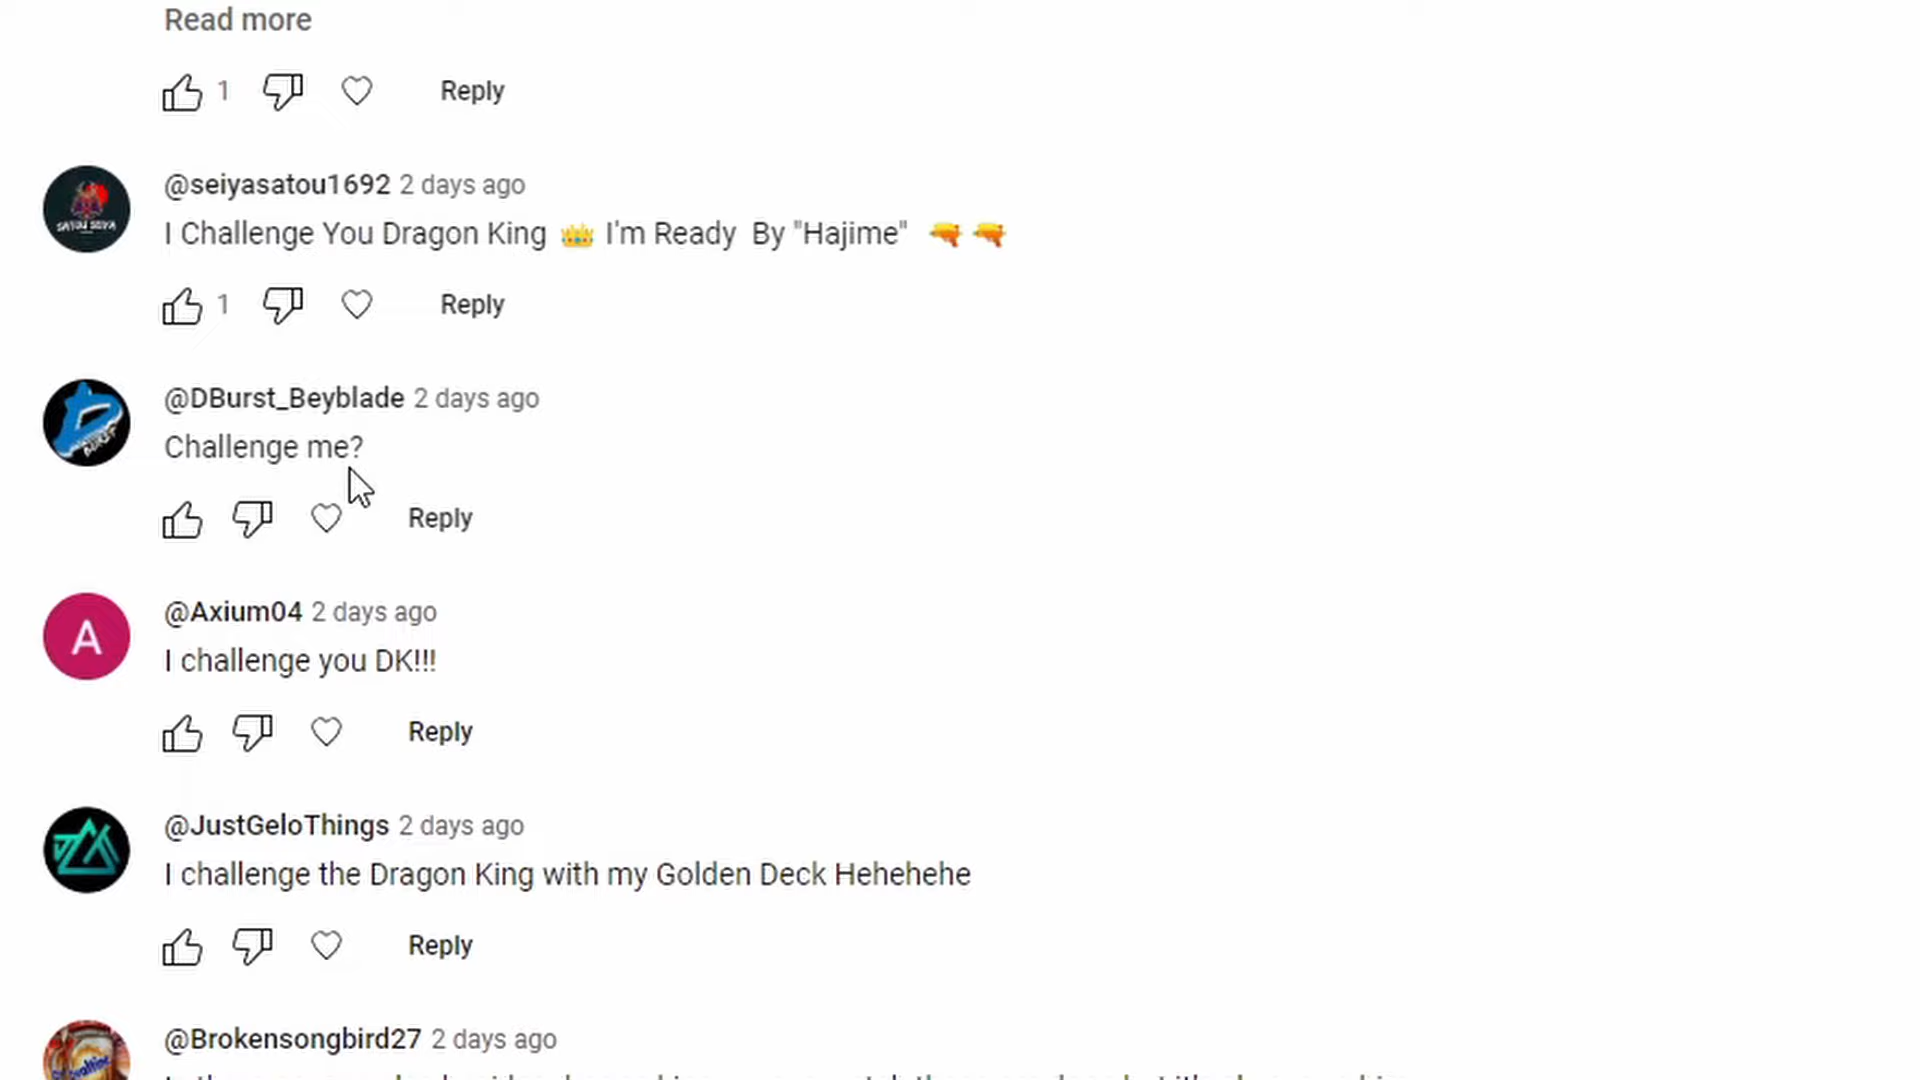 Read more
1 Reply
@seiyasatou1692 2 days ago
I Challenge You Dragon King 👑 I'm Ready By "Hajime" 🔫 🔫
1 Reply
@DBurst_Beyblade 2 days ago
Challenge me?
Reply
@Axium04 2 days ago
I challenge you DK!!!
Reply
@JustGeloThings 2 days ago
I challenge the Dragon King with my Golden Deck Hehehehe
Reply
@Brokensongbird27 2 days ago